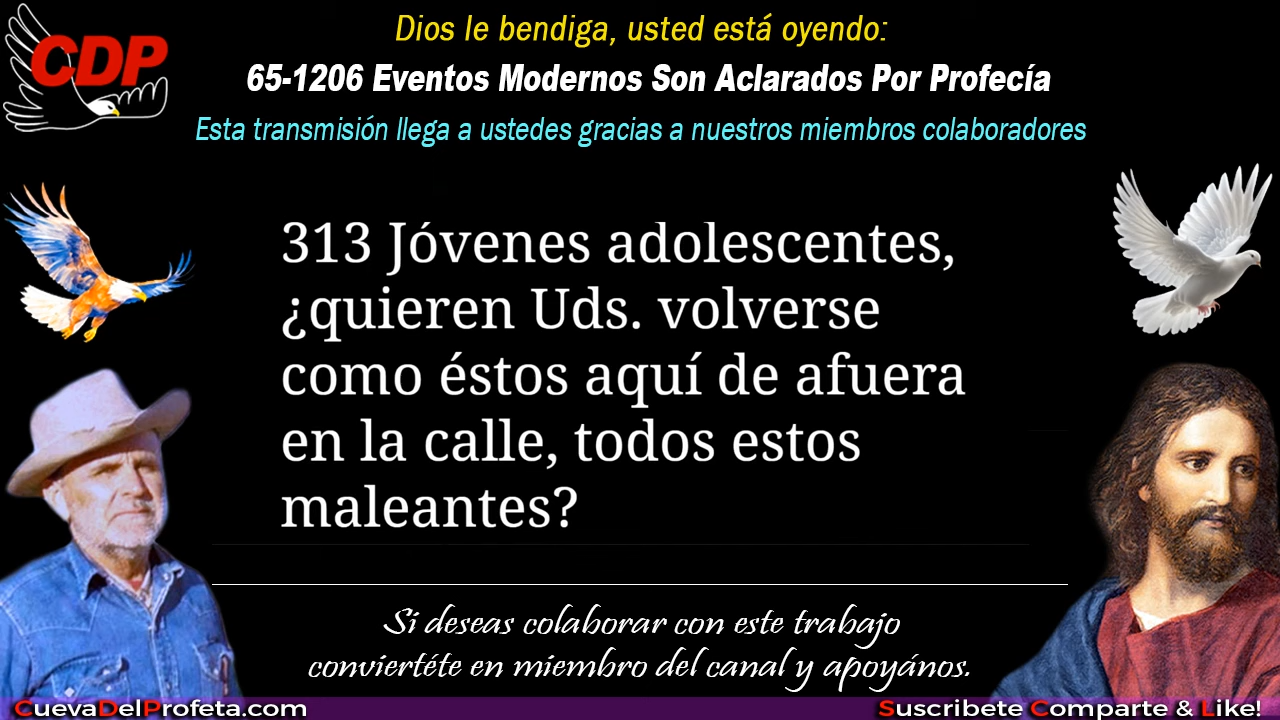 CDP
Dios le bendiga, usted está oyendo:
65-1206 Eventos Modernos Son Aclarados Por Profecía
Esta transmisión llega a ustedes gracias a nuestros miembros colaboradores
313 Jóvenes adolescentes,
¿quieren Uds. volverse
como éstos aquí de afuera
en la calle, todos estos
maleantes?
Si deseas colaborar con este trabajo
conviertéte en miembro del canal y apoyános.
CuevaDelProfeta.com
Suscribete Comparte & Like!